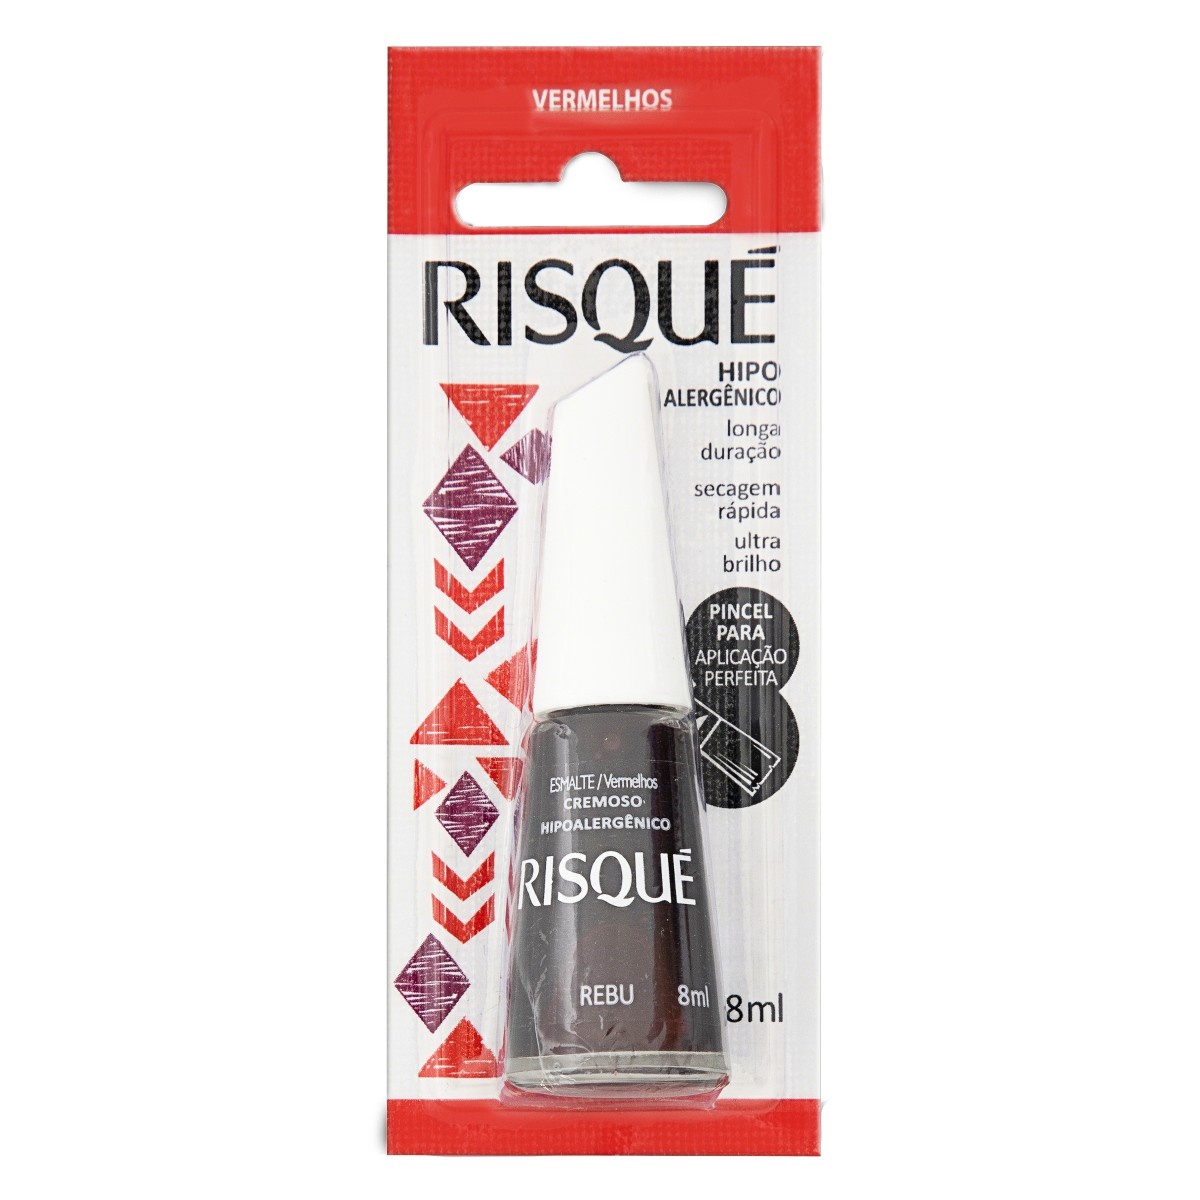 VERMELHOS
RISQUÉ
HIPO
ALERGÊNICO
longa
duração
secagem
rápida
ultra
brilho
PINCEL
PARA
APLICAÇÃO
PERFEITA
ESMALTE/Vermelhos
CREMOSO
HIPOALERGÊNICO
RISQUÉ
REBU 8ml
8ml